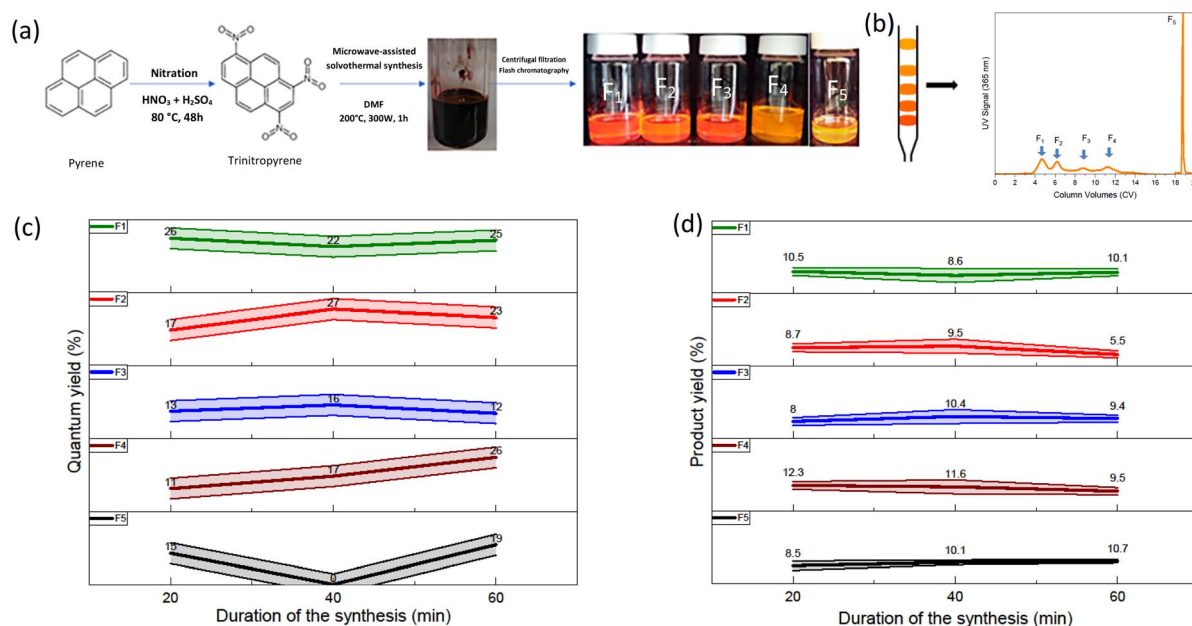 (a)
Pyrene
Nitration
HNO₃ + H₂SO₄
80 °C, 48h
Trinitropyrene
Microwave-assisted
solvothermal synthesis
DMF
200°C, 300W, 1h
Centrifugal filtration
Flash chromatography
F₁ F₂ F₃ F₄ F₅
(b)
UV Signal (365 nm)
F₁ F₂ F₃ F₄ F₅
0 2 4 6 8 10 12 14 16 18
Column Volumes (CV)
(c)
Quantum yield (%)
F1
26 22 25
F2
17 27 23
F3
13 16 12
F4
11 17 26
F5
15 0 19
20 40 60
Duration of the synthesis (min)
(d)
Product yield (%)
F1
10.5 8.6 10.1
F2
8.7 9.5 5.5
F3
8 10.4 9.4
F4
12.3 11.6 9.5
F5
8.5 10.1 10.7
20 40 60
Duration of the synthesis (min)